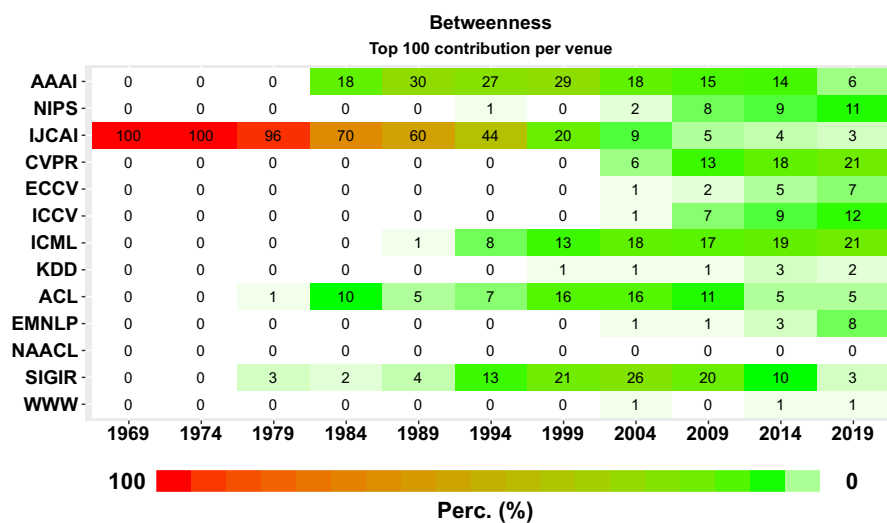 Betweenness
Top 100 contribution per venue
AAAI 0 0 0 18 30 27 29 18 15 14 6
NIPS 0 0 0 0 0 1 0 2 8 9 11
IJCAI 100 100 96 70 60 44 20 9 5 4 3
CVPR 0 0 0 0 0 0 0 6 13 18 21
ECCV 0 0 0 0 0 0 0 1 2 5 7
ICCV 0 0 0 0 0 0 0 1 7 9 12
ICML 0 0 0 0 1 8 13 18 17 19 21
KDD 0 0 0 0 0 0 1 1 1 3 2
ACL 0 0 1 10 5 7 16 16 11 5 5
EMNLP 0 0 0 0 0 0 0 1 1 3 8
NAACL 0 0 0 0 0 0 0 0 0 0 0
SIGIR 0 0 3 2 4 13 21 26 20 10 3
WWW 0 0 0 0 0 0 0 1 0 1 1
1969 1974 1979 1984 1989 1994 1999 2004 2009 2014 2019
100 0
Perc. (%)